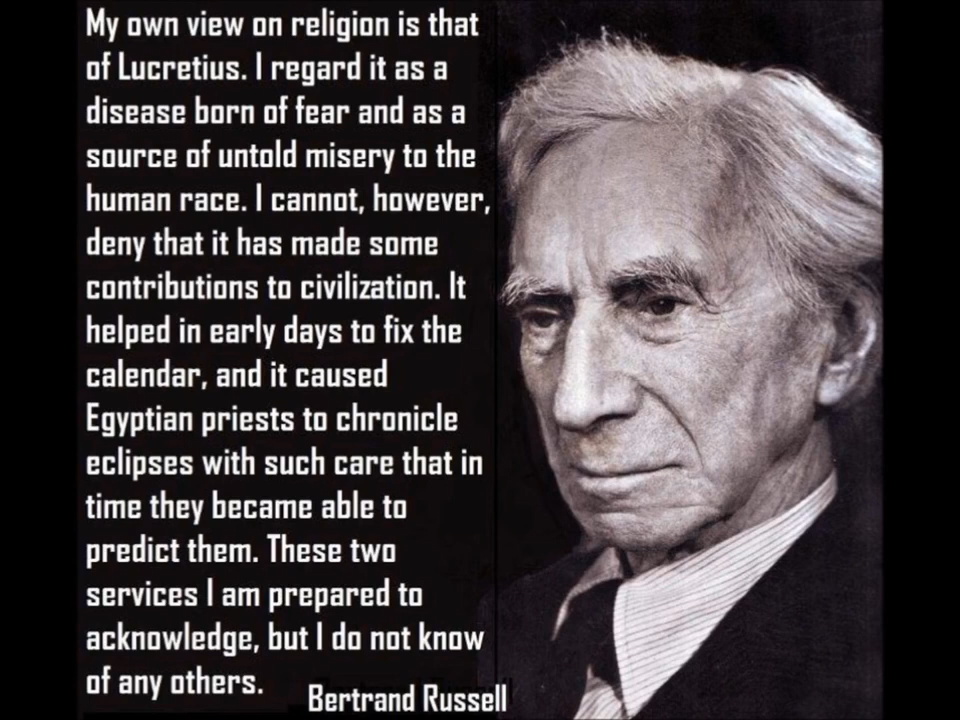 My own view on religion is that
of Lucretius. I regard it as a
disease born of fear and as a
source of untold misery to the
human race. I cannot, however,
deny that it has made some
contributions to civilization. It
helped in early days to fix the
calendar, and it caused
Egyptian priests to chronicle
eclipses with such care that in
time they became able to
predict them. These two
services I am prepared to
acknowledge, but I do not know
of any others.
Bertrand Russell